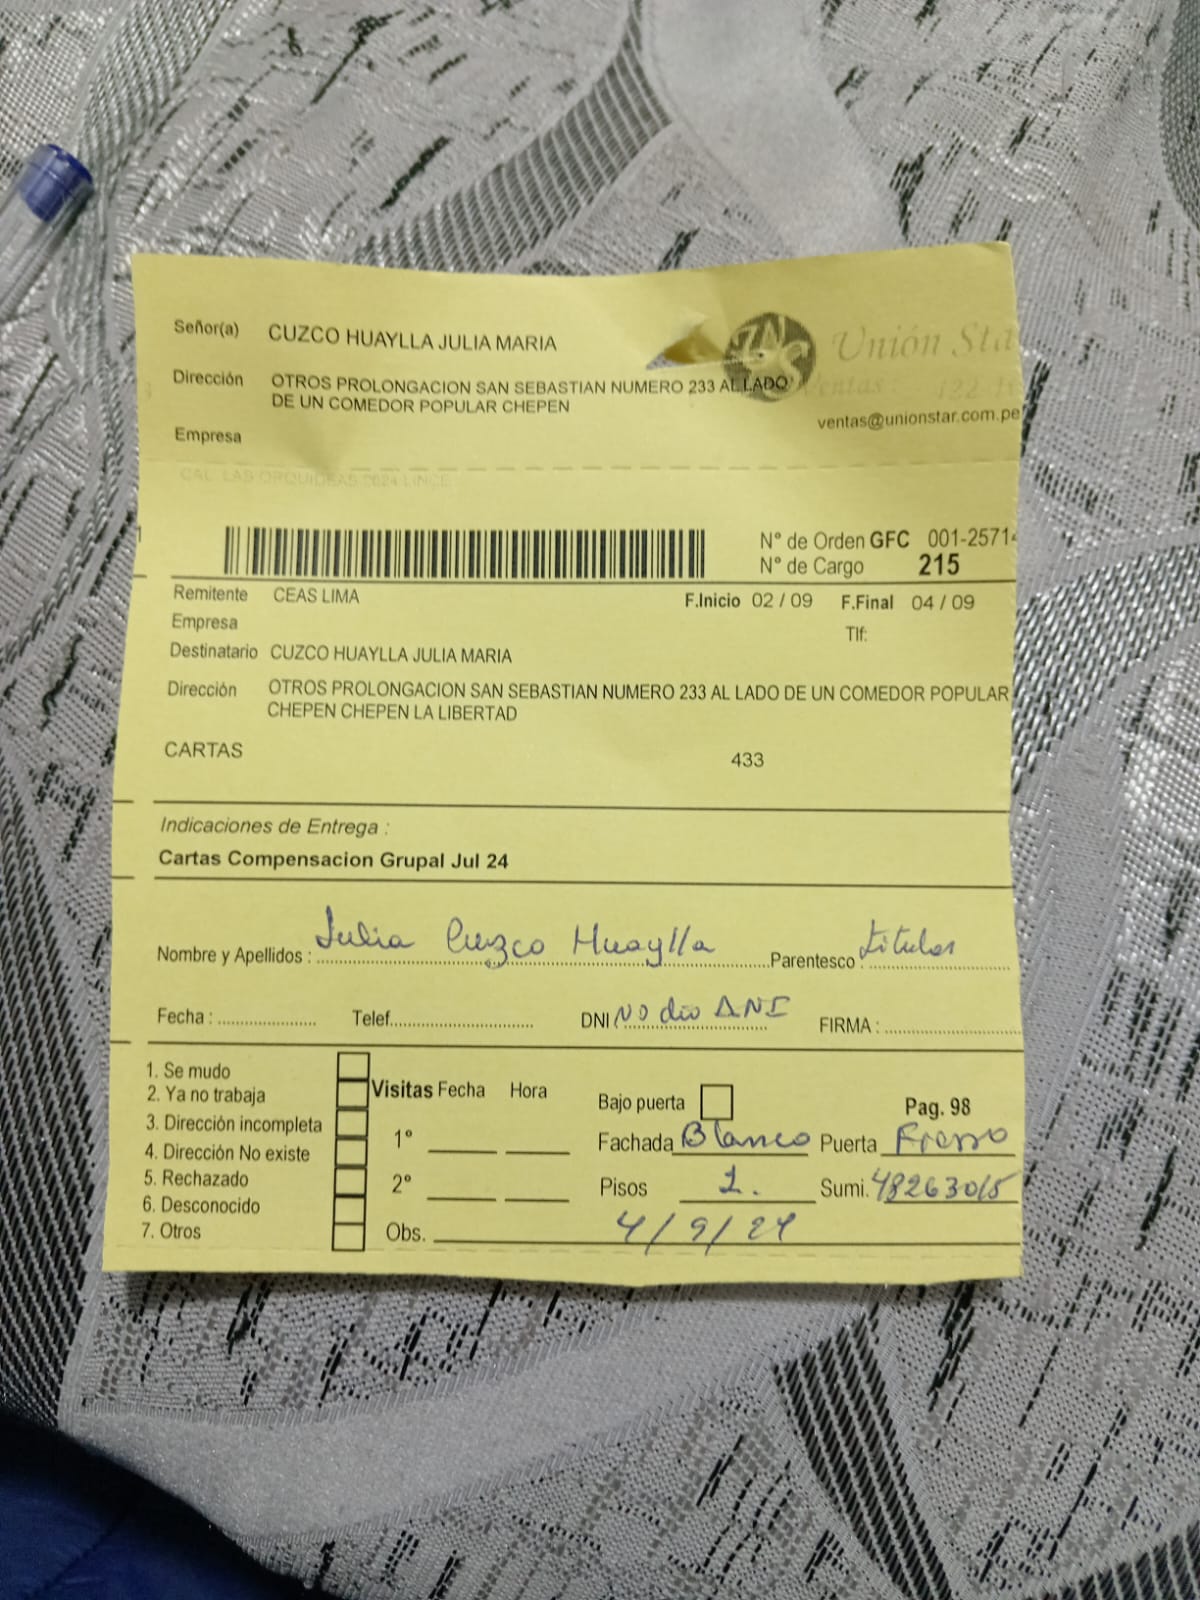 Señor(a) CUZCO HUAYLLA JULIA MARIA
Unión Sta
Dirección OTROS PROLONGACION SAN SEBASTIAN NUMERO 233 AL LADO
DE UN COMEDOR POPULAR CHEPEN
ventas@unionstar.com.pe
Empresa
CAL. LAS ORQUIDEAS 2624 LINCE
N° de Orden GFC 001-2571
N° de Cargo 215
Remitente CEAS LIMA F.Inicio 02 / 09 F.Final 04 / 09
Empresa Tlf:
Destinatario CUZCO HUAYLLA JULIA MARIA
Dirección OTROS PROLONGACION SAN SEBASTIAN NUMERO 233 AL LADO DE UN COMEDOR POPULAR
CHEPEN CHEPEN LA LIBERTAD
CARTAS 433
Indicaciones de Entrega :
Cartas Compensacion Grupal Jul 24
Nombre y Apellidos : Julia Cuzco Huaylla Parentesco : titular
Fecha : Telef. DNI No dio DNI FIRMA :
1. Se mudo
2. Ya no trabaja
3. Dirección incompleta
4. Dirección No existe
5. Rechazado
6. Desconocido
7. Otros
Visitas Fecha Hora
1°
2°
Obs. 4/9/24
Bajo puerta Pag. 98
Fachada Blanco Puerta Fierro
Pisos 1. Sumi. 48263015